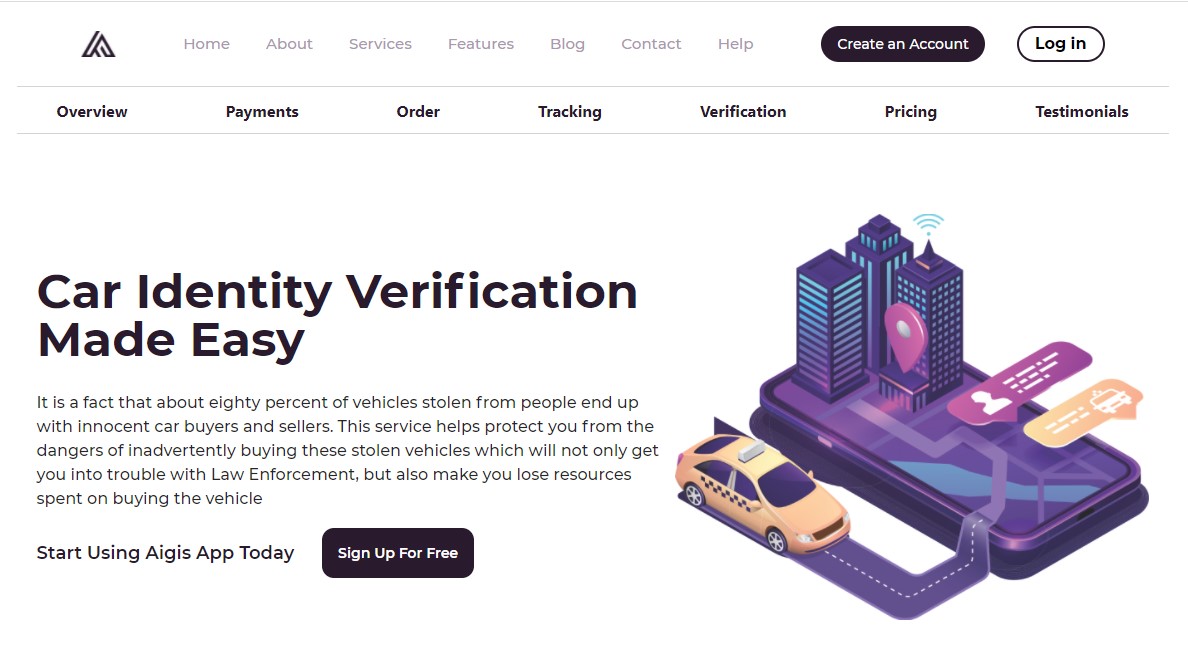 Home About Services Features Blog Contact Help Create an Account Log in
Overview Payments Order Tracking Verification Pricing Testimonials
Car Identity Verification
Made Easy
It is a fact that about eighty percent of vehicles stolen from people end up
with innocent car buyers and sellers. This service helps protect you from the
dangers of inadvertently buying these stolen vehicles which will not only get
you into trouble with Law Enforcement, but also make you lose resources
spent on buying the vehicle
Start Using Aigis App Today Sign Up For Free